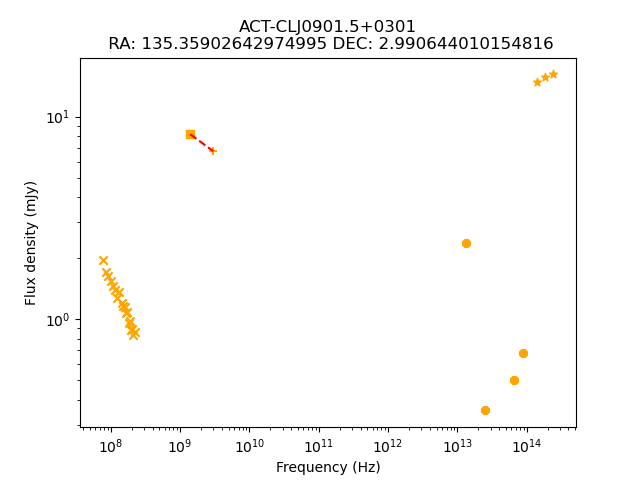 ACT-CLJ0901.5+0301
RA: 135.35902642974995 DEC: 2.990644010154816
Flux density (mJy)
10¹
10⁰
10⁸ 10⁹ 10¹⁰ 10¹¹ 10¹² 10¹³ 10¹⁴
Frequency (Hz)